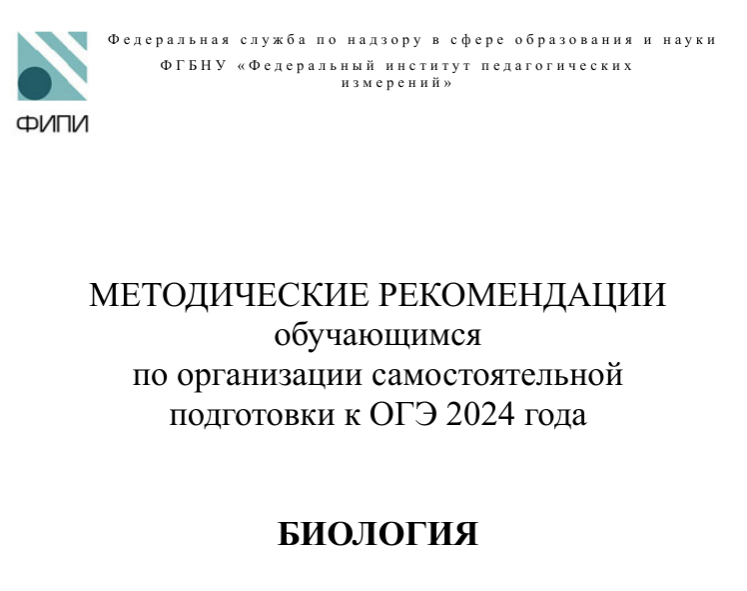 Федеральная служба по надзору в сфере образования и науки
ФГБНУ «Федеральный институт педагогических
измерений»
ФИПИ
МЕТОДИЧЕСКИЕ РЕКОМЕНДАЦИИ
обучающимся
по организации самостоятельной
подготовки к ОГЭ 2024 года
БИОЛОГИЯ